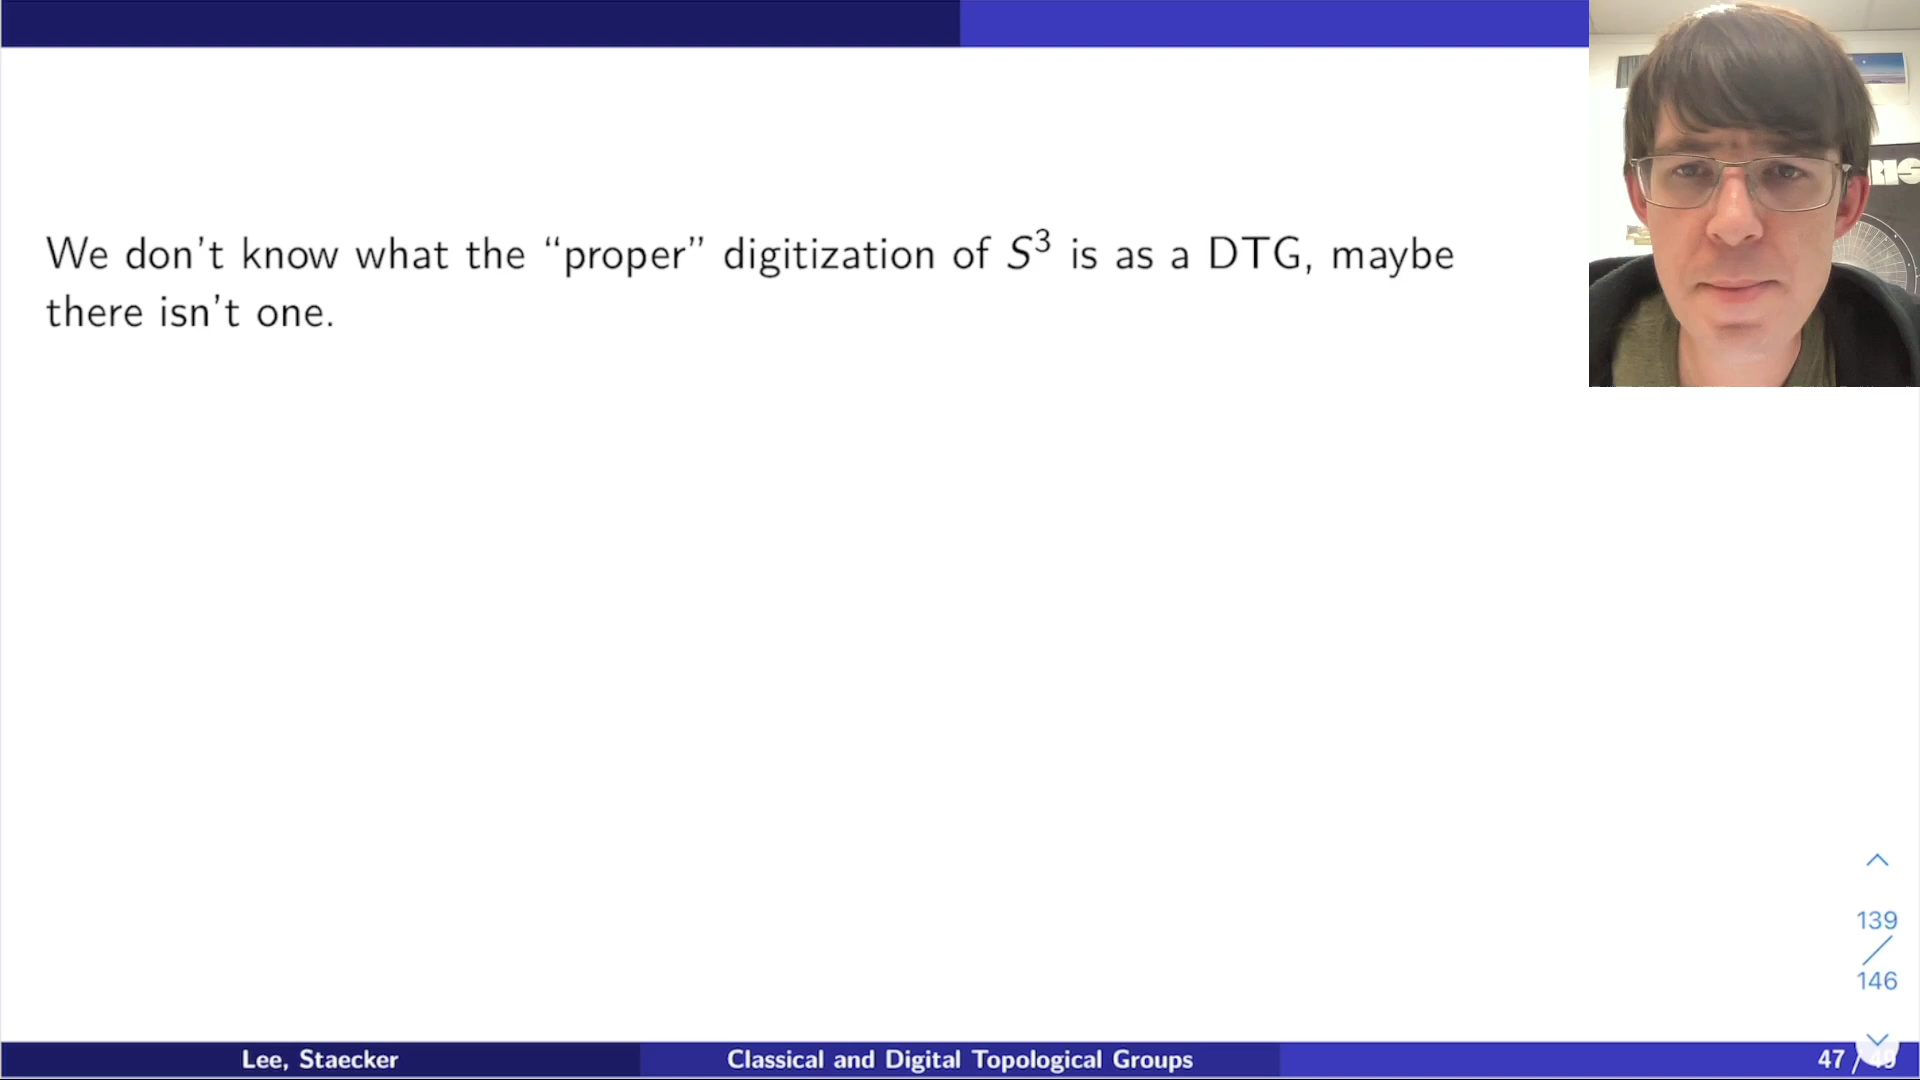 We don't know what the “proper” digitization of S³ is as a DTG, maybe
there isn't one.
RIS
139
/
146
Lee, Staecker
Classical and Digital Topological Groups
47 /